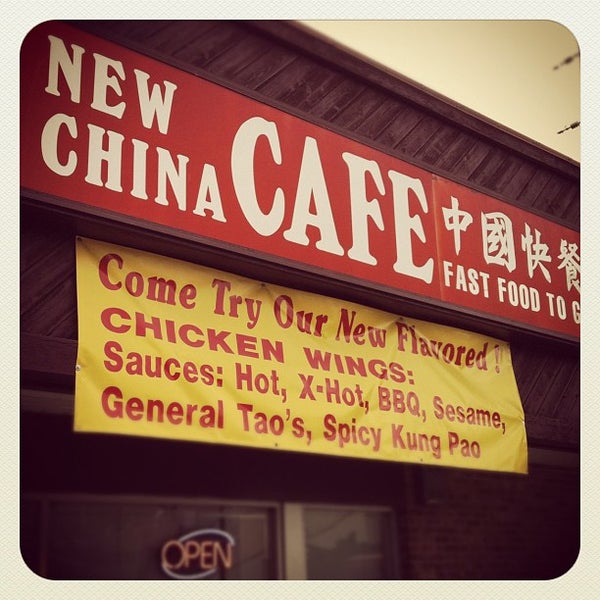 NEW
CHINA CAFE
中國快餐
FAST FOOD TO G
Come Try Our New Flavored !
CHICKEN WINGS:
Sauces: Hot, X-Hot, BBQ, Sesame,
General Tao's, Spicy Kung Pao
OPEN